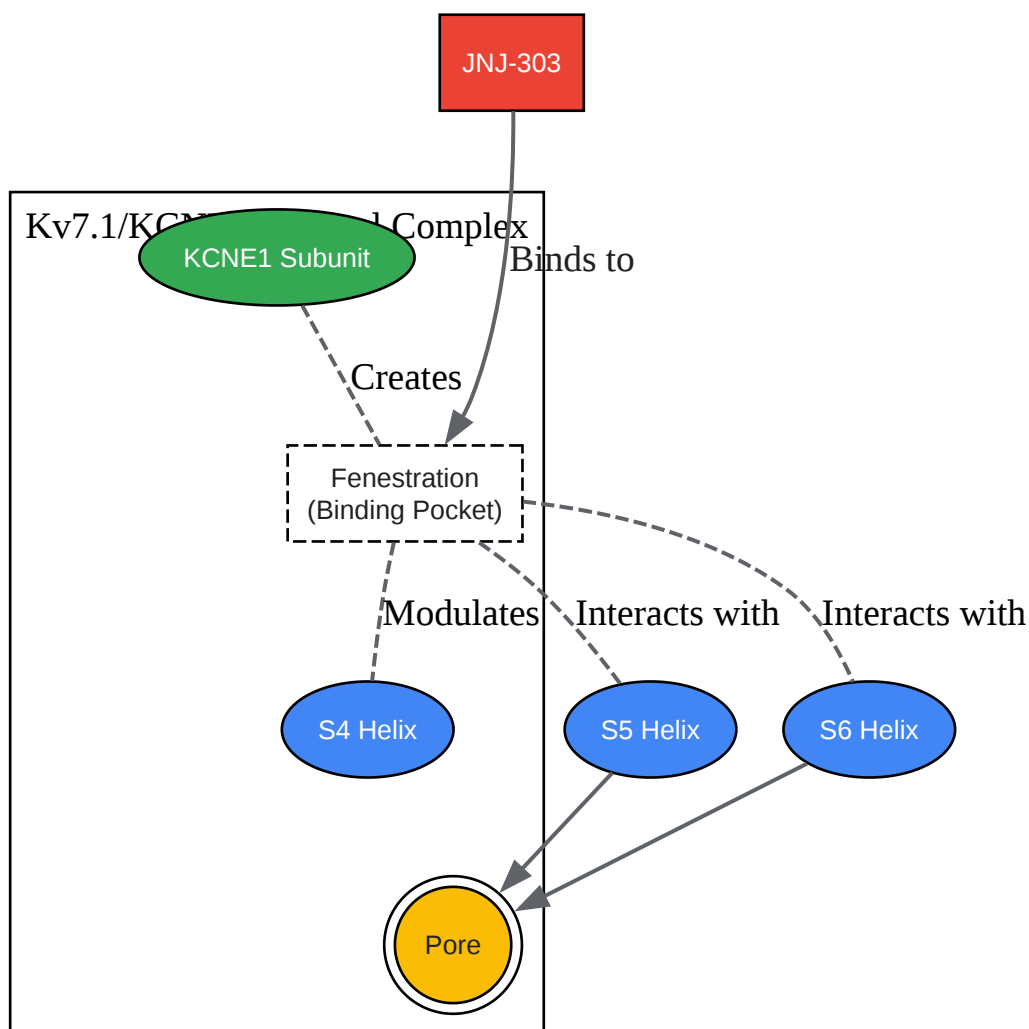 JNJ-303
Kv7.1/ Complex
KCNE1 Subunit
Binds to
Creates
Fenestration
(Binding Pocket)
Modulates
Interacts with
Interacts with
S4 Helix
S5 Helix
S6 Helix
Pore